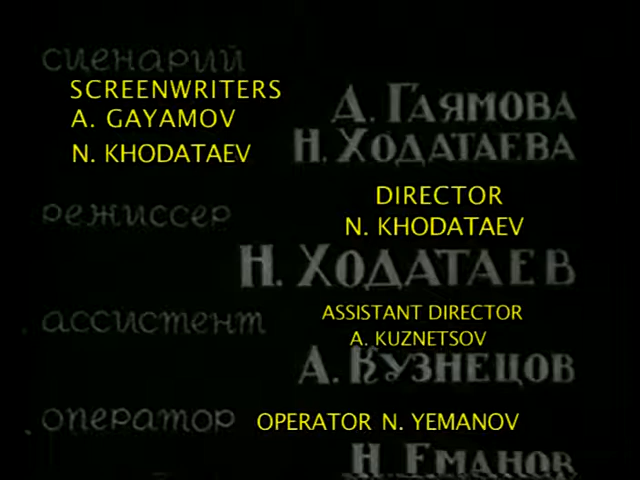 сценарий
SCREENWRITERS
А. Гаямова
A. GAYAMOV
Н. Ходатаева
N. KHODATAEV
DIRECTOR
режиссер
N. KHODATAEV
Н. Ходатаев
ASSISTANT DIRECTOR
ассистент
A. KUZNETSOV
А. Кузнецов
оператор
OPERATOR N. YEMANOV
Н. Еманов